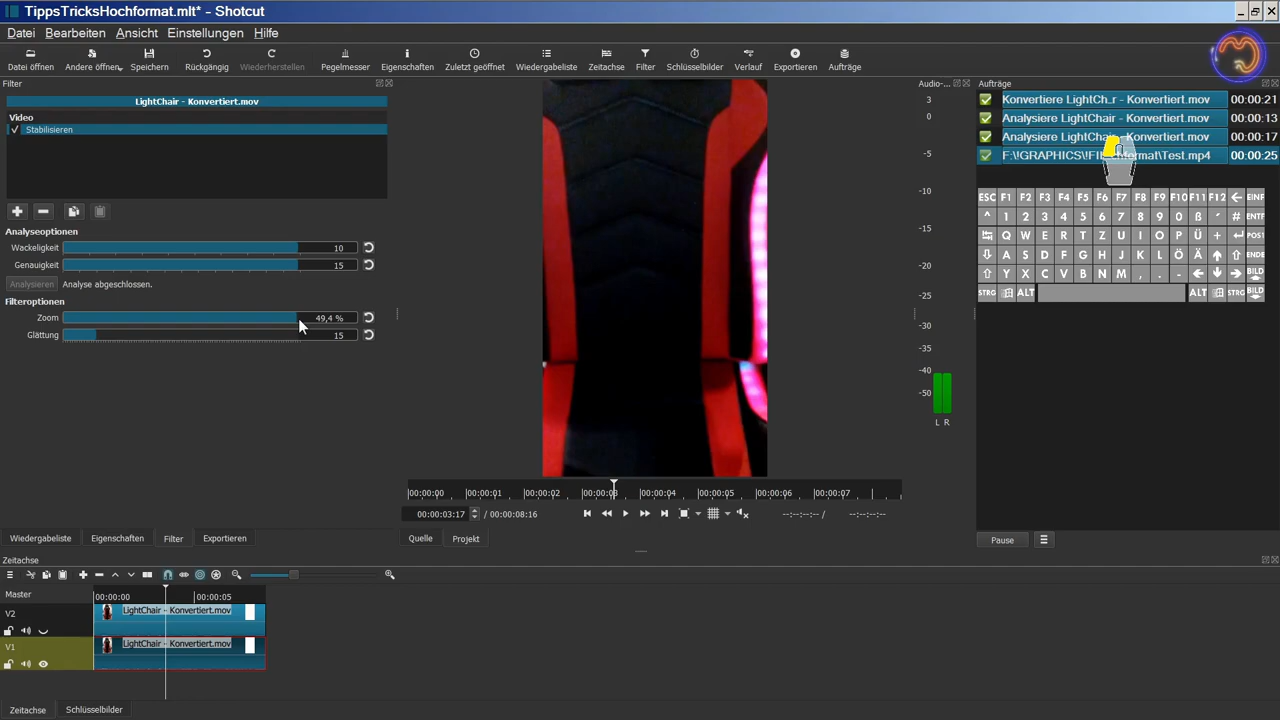 TippsTricksHochformat.mlt* - Shotcut
Datei Bearbeiten Ansicht Einstellungen Hilfe
Datei öffnen Andere öffnen Speichern Rückgängig Wiederherstellen Pegelmesser Eigenschaften Zuletzt geöffnet Wiedergabeliste Zeitachse Filter Schlüsselbilder Verlauf Exportieren Aufträge
Filter
LightChair - Konvertiert.mov
Video
✓ Stabilisieren
Analyseoptionen
Wackeligkeit 10
Genauigkeit 15
Analysieren Analyse abgeschlossen.
Filteroptionen
Zoom 49,4 %
Glättung 15
Wiedergabeliste Eigenschaften Filter Exportieren
00:00:00 00:00:01 00:00:02 00:00:03 00:00:04 00:00:05 00:00:06 00:00:07
00:00:03:17 / 00:00:08:16 --:--:--:-- / --:--:--:--
Quelle Projekt
Audio-...
3
0
-5
-10
-15
-20
-25
-30
-35
-40
-50
L R
Aufträge
Konvertiere LightCh..r - Konvertiert.mov 00:00:21
Analysiere LightChair - Konvertiert.mov 00:00:13
Analysiere LightChair - Konvertiert.mov 00:00:17
00:00:25
ESC F1 F2 F3 F4 F5 F6 F7 F8 F9 F10 F11 F12 ← EINF
^ 1 2 3 4 5 6 7 8 9 0 ß ´ # ENTF
Q W E R T Z U I O P Ü + POS1
A S D F G H J K L Ö Ä ENDE
Y X C V B N M , . - BILD
STRG ALT ALT STRG BILD
Pause
Zeitachse
Master
00:00:00 00:00:05
V2
LightChair - Konvertiert.mov
V1
LightChair - Konvertiert.mov
Zeitachse Schlüsselbilder